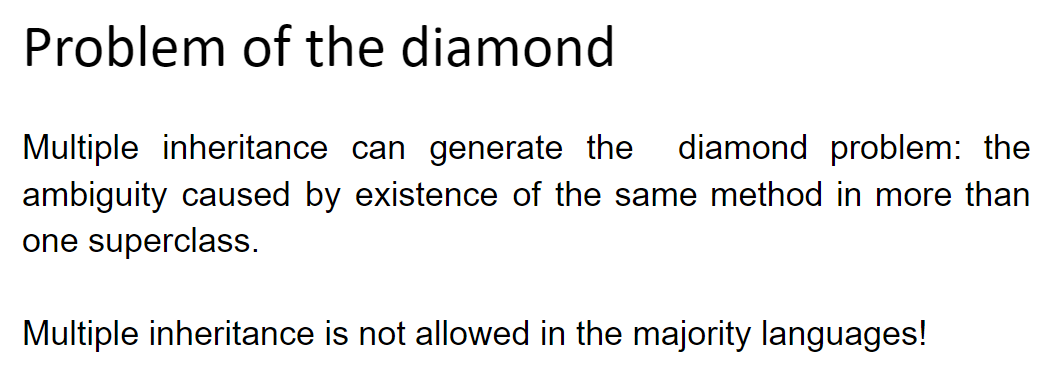 Problem of the diamond
Multiple inheritance can generate the diamond problem: the
ambiguity caused by existence of the same method in more than
one superclass.
Multiple inheritance is not allowed in the majority languages!